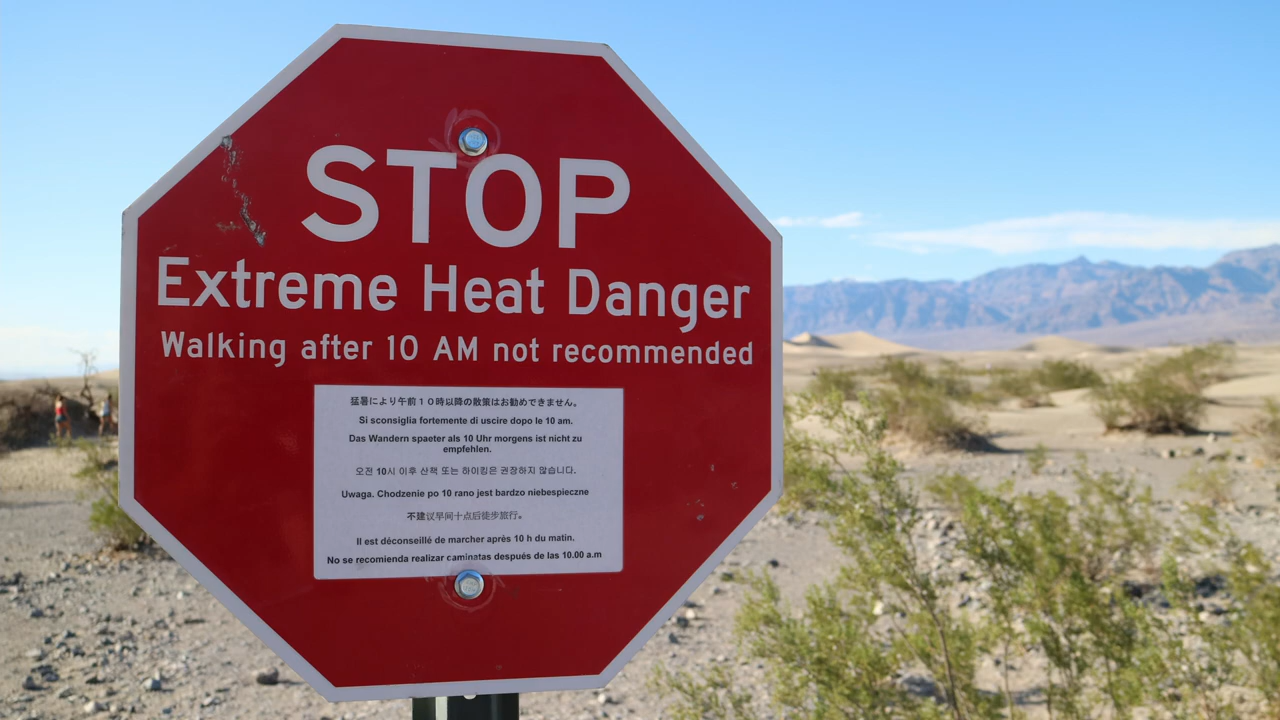 STOP
Extreme Heat Danger
Walking after 10 AM not recommended
猛暑により午前10時以降の散策はお勧めできません。
Si sconsiglia fortemente di uscire dopo le 10 am.
Das Wandern spaeter als 10 Uhr morgens ist nicht zu
empfehlen.
오전 10시 이후 산책 또는 하이킹은 권장하지 않습니다.
Uwaga. Chodzenie po 10 rano jest bardzo niebespieczne
不建议早间十点后徒步旅行。
Il est déconseillé de marcher après 10 h du matin.
No se recomienda realizar caminatas después de las 10.00 a.m